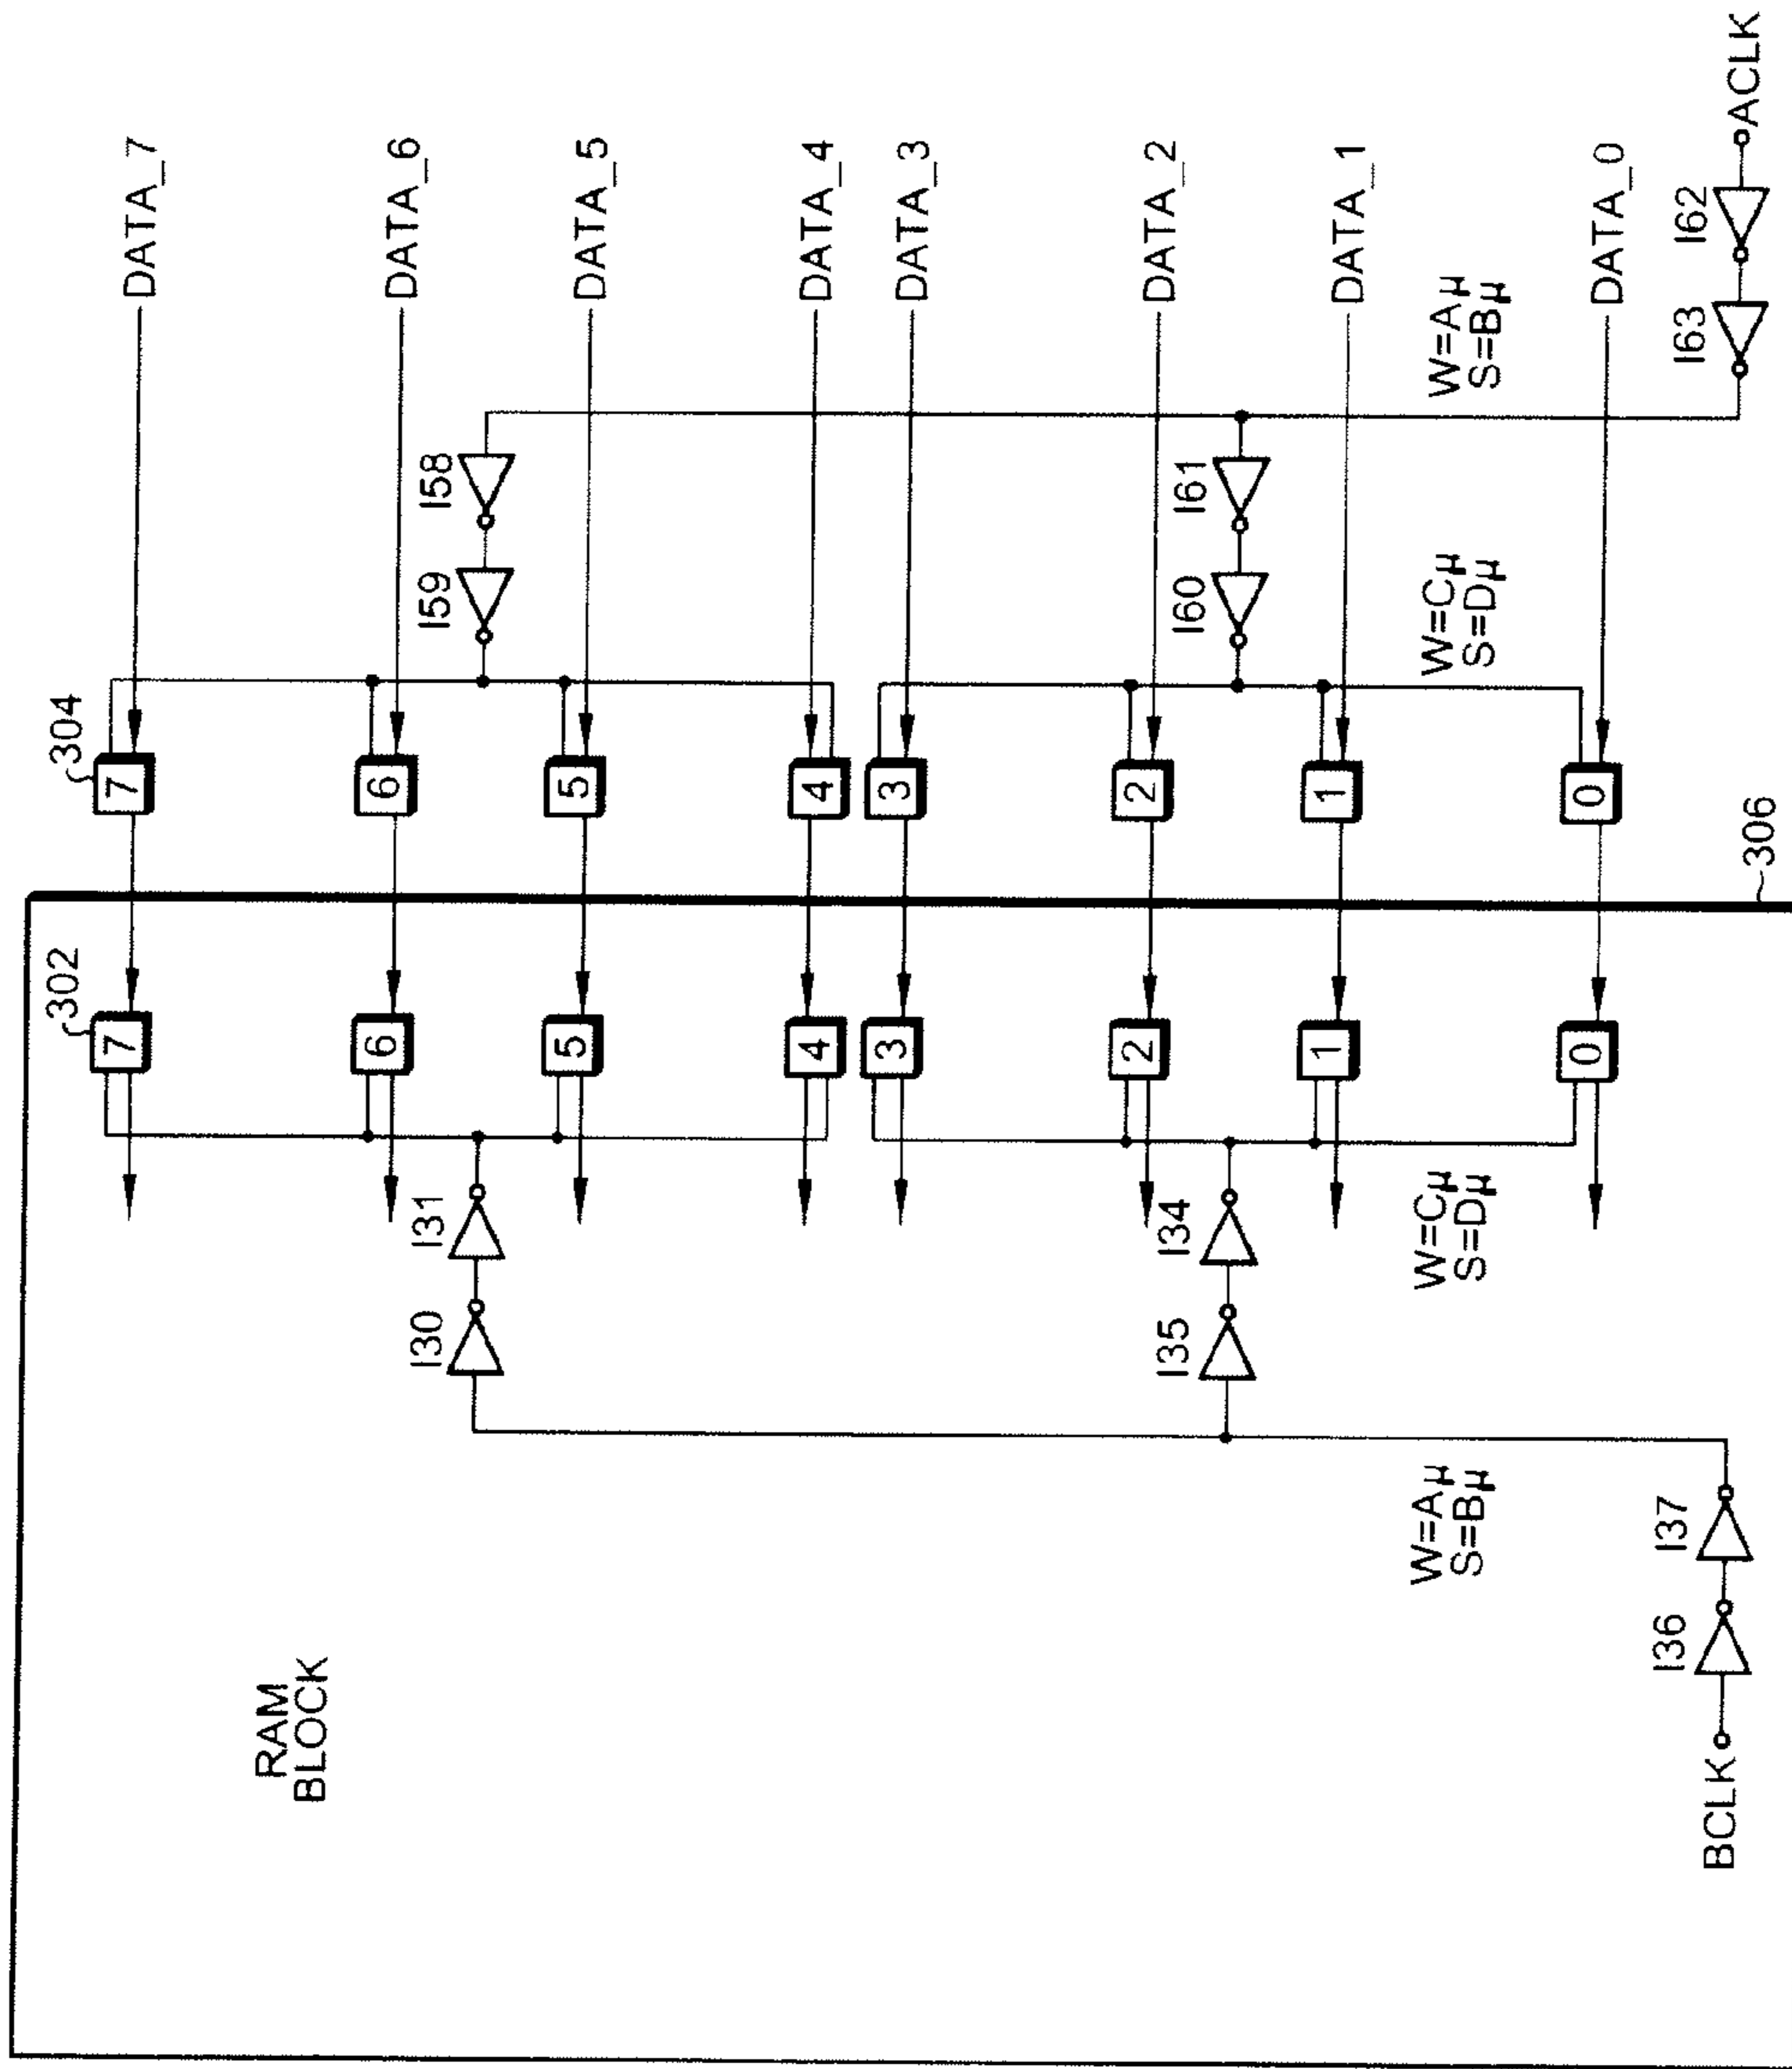 RAM
BLOCK
302
304
7
7
DATA_7
6
6
DATA_6
I30
I31
I59
I58
5
5
DATA_5
4
4
DATA_4
3
3
DATA_3
2
2
DATA_2
I35
I34
I60
I61
1
1
DATA_1
W=Aµ
S=Bµ
W=Cµ
S=Dµ
W=Cµ
S=Dµ
W=Aµ
S=Bµ
0
0
DATA_0
BCLK
I36
I37
306
I63
I62
ACLK